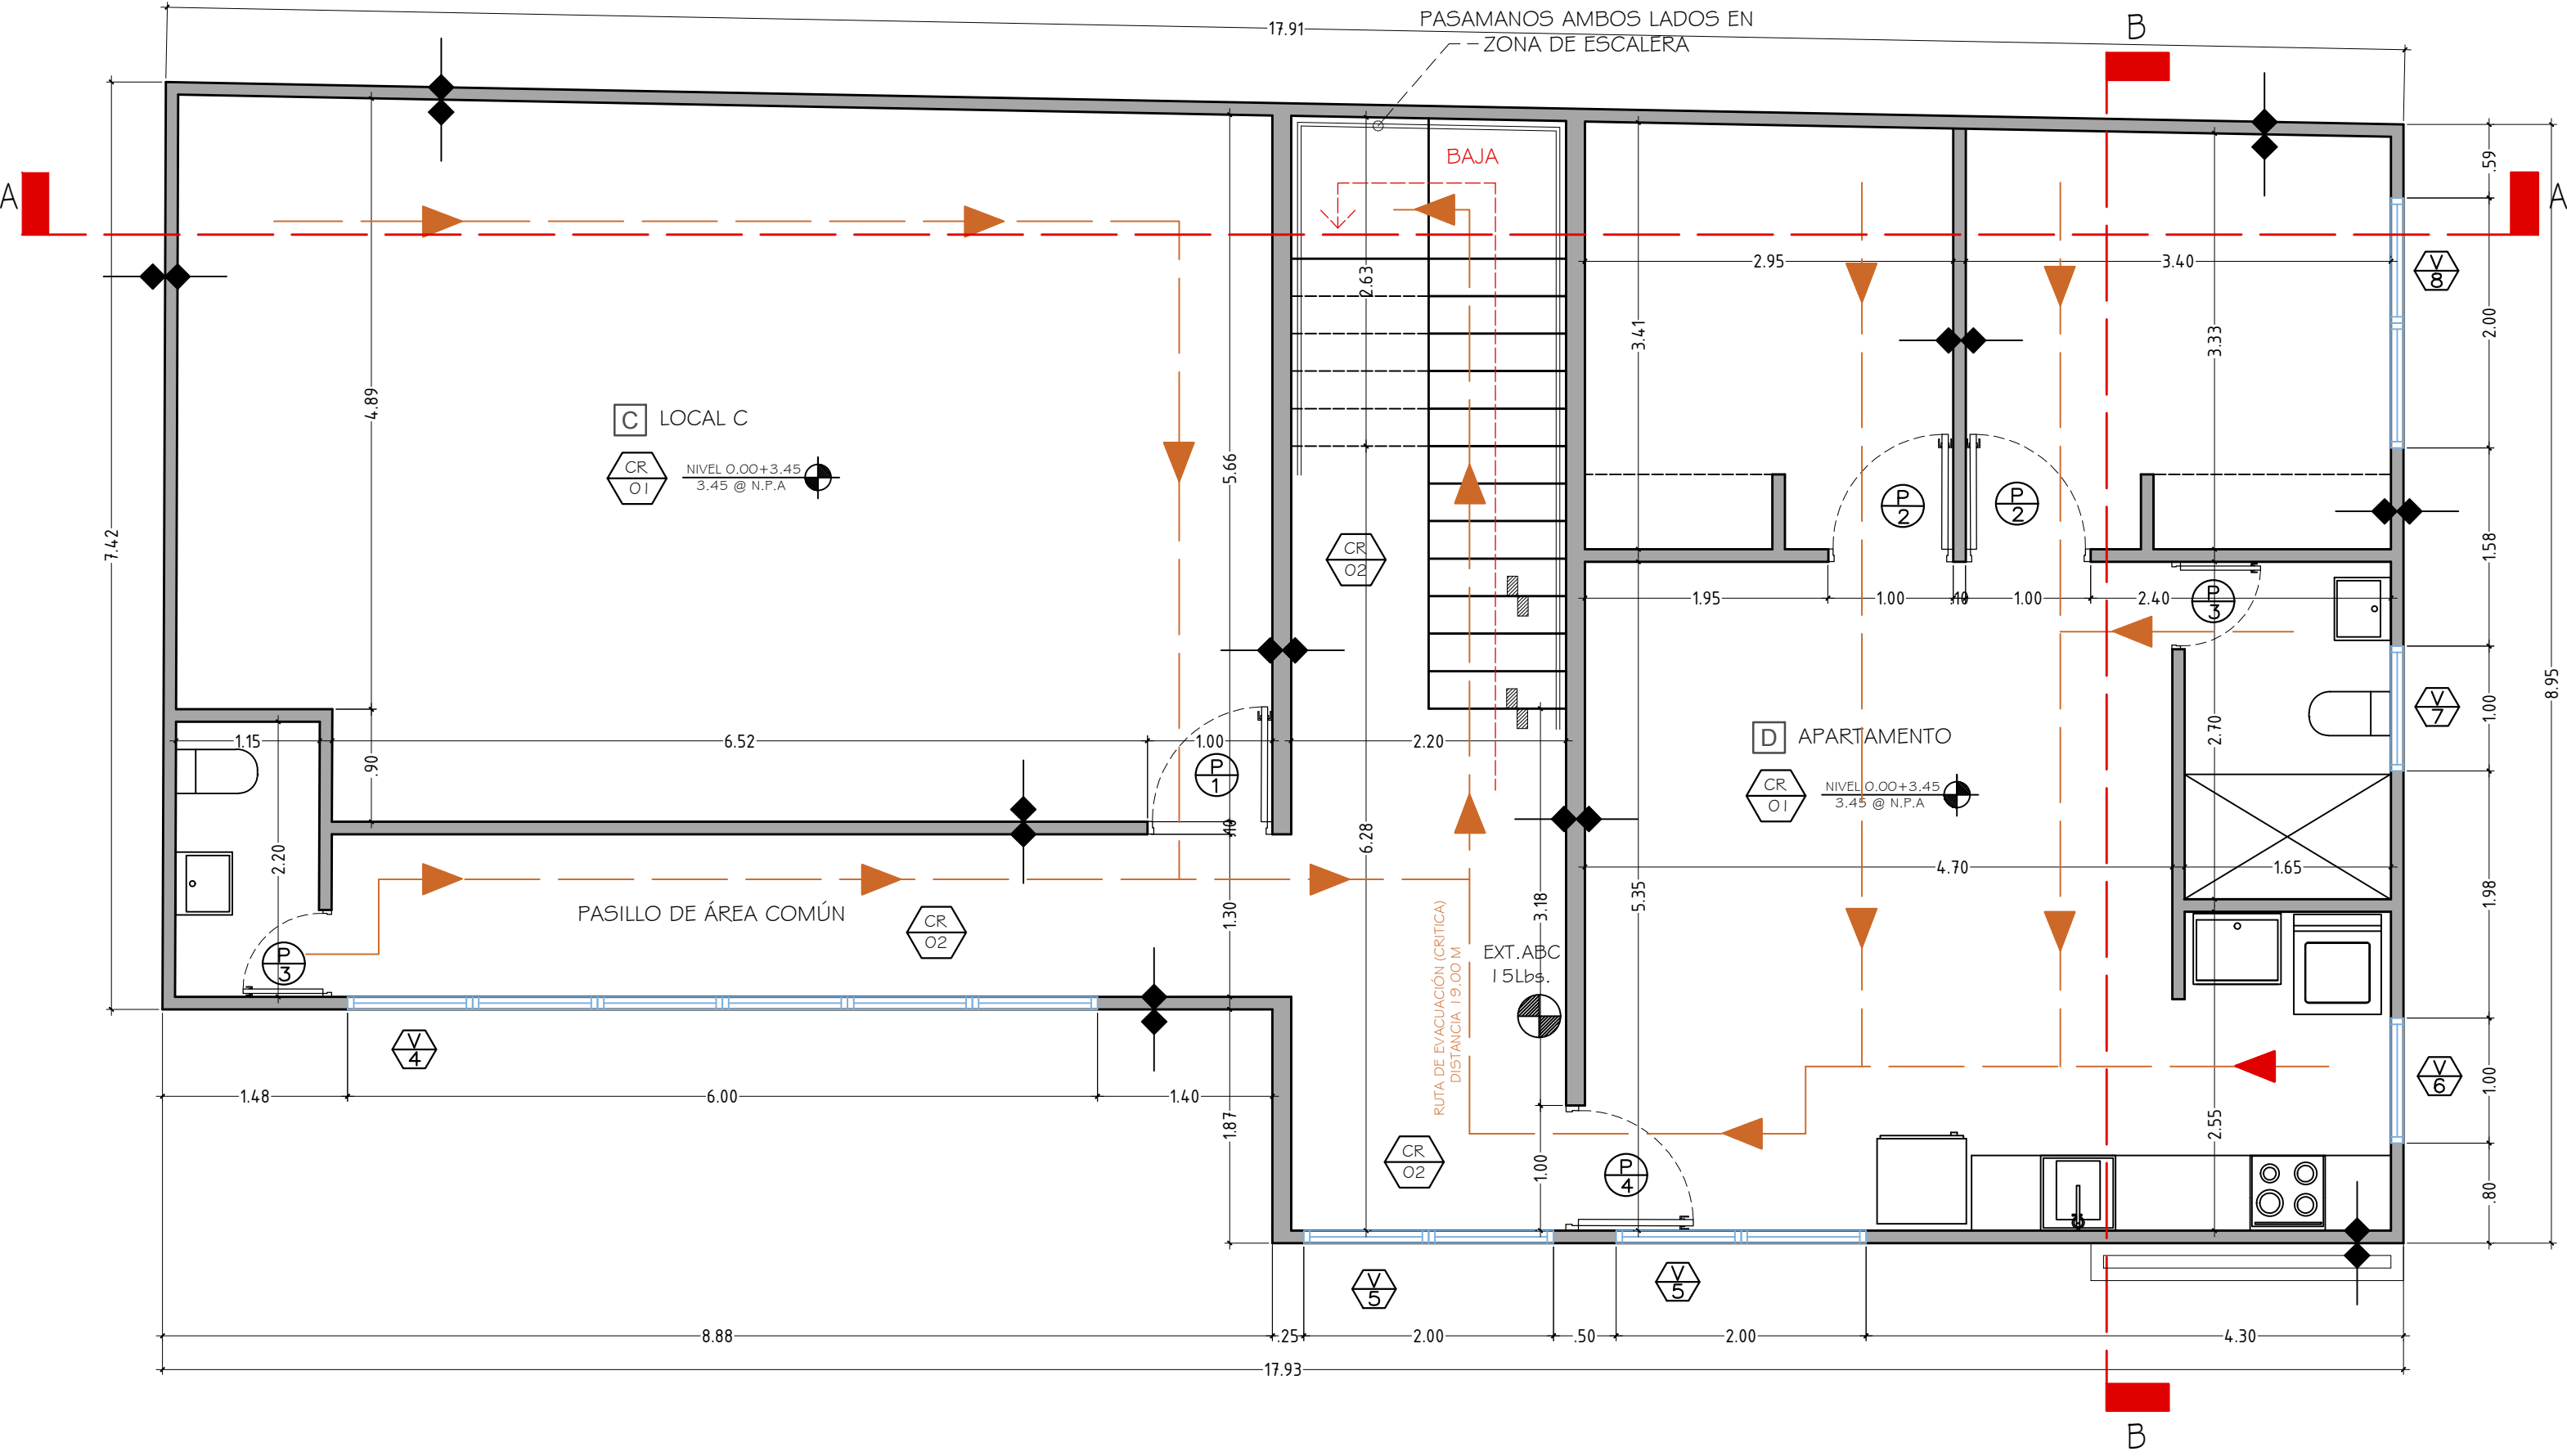 PASAMANOS AMBOS LADOS EN
ZONA DE ESCALERA
17.91
B
A
A
BAJA
.59
2.95
3.40
V
8
2.63
2.00
3.41
3.33
4.89
C
LOCAL C
CR
01
NIVEL 0.00+3.45
3.45 @ N.P.A
5.66
7.42
P
2
P
2
CR
02
1.58
1.95
1.00
.10
1.00
2.40
P
3
8.95
1.15
6.52
1.00
2.20
P
1
.90
D
APARTAMENTO
CR
01
NIVEL 0.00+3.45
3.45 @ N.P.A
2.70
V
7
1.00
.10
2.20
6.28
4.70
1.65
5.35
3.18
1.98
PASILLO DE ÁREA COMÚN
CR
02
1.30
P
3
RUTA DE EVACUACIÓN (CRITICA)
DISTANCIA 19.00 M
EXT.ABC
15Lbs.
V
4
V
6
1.00
1.48
6.00
1.40
1.87
2.55
CR
02
1.00
P
4
.80
V
5
V
5
8.88
.25
2.00
.50
2.00
4.30
17.93
B